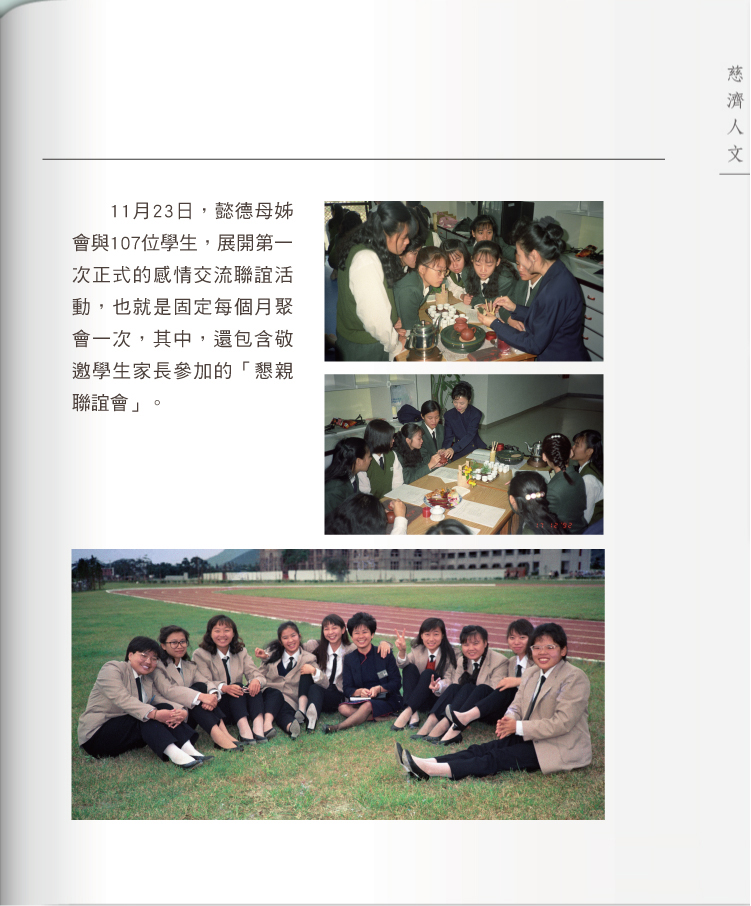 慈濟人文
11月23日，懿德母姊
會與107位學生，展開第一
次正式的感情交流聯誼活
動，也就是固定每個月聚
會一次，其中，還包含敬
邀學生家長參加的「懇親
聯誼會」。